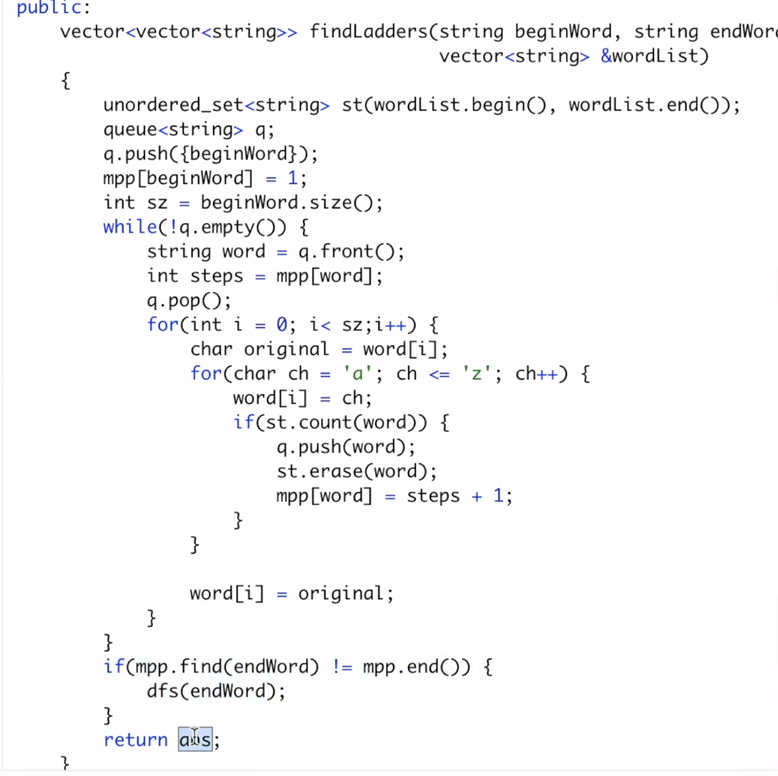 public:
    vector<vector<string>> findLadders(string beginWord, string endWor
                                       vector<string> &wordList)
    {
        unordered_set<string> st(wordList.begin(), wordList.end());
        queue<string> q;
        q.push({beginWord});
        mpp[beginWord] = 1;
        int sz = beginWord.size();
        while(!q.empty()) {
            string word = q.front();
            int steps = mpp[word];
            q.pop();
            for(int i = 0; i< sz;i++) {
                char original = word[i];
                for(char ch = 'a'; ch <= 'z'; ch++) {
                    word[i] = ch;
                    if(st.count(word)) {
                        q.push(word);
                        st.erase(word);
                        mpp[word] = steps + 1;
                    }
                }

                word[i] = original;
            }
        }
        if(mpp.find(endWord) != mpp.end()) {
            dfs(endWord);
        }
        return ans;
    }